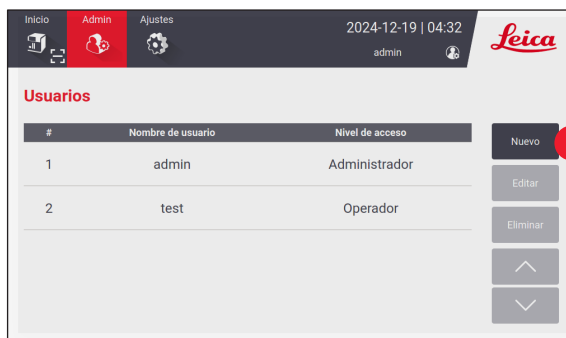 Inicio Admin Ajustes
2024-12-19 | 04:32
admin
Leica
Usuarios
# Nombre de usuario Nivel de acceso
1 admin Administrador
2 test Operador
Nuevo
Editar
Eliminar